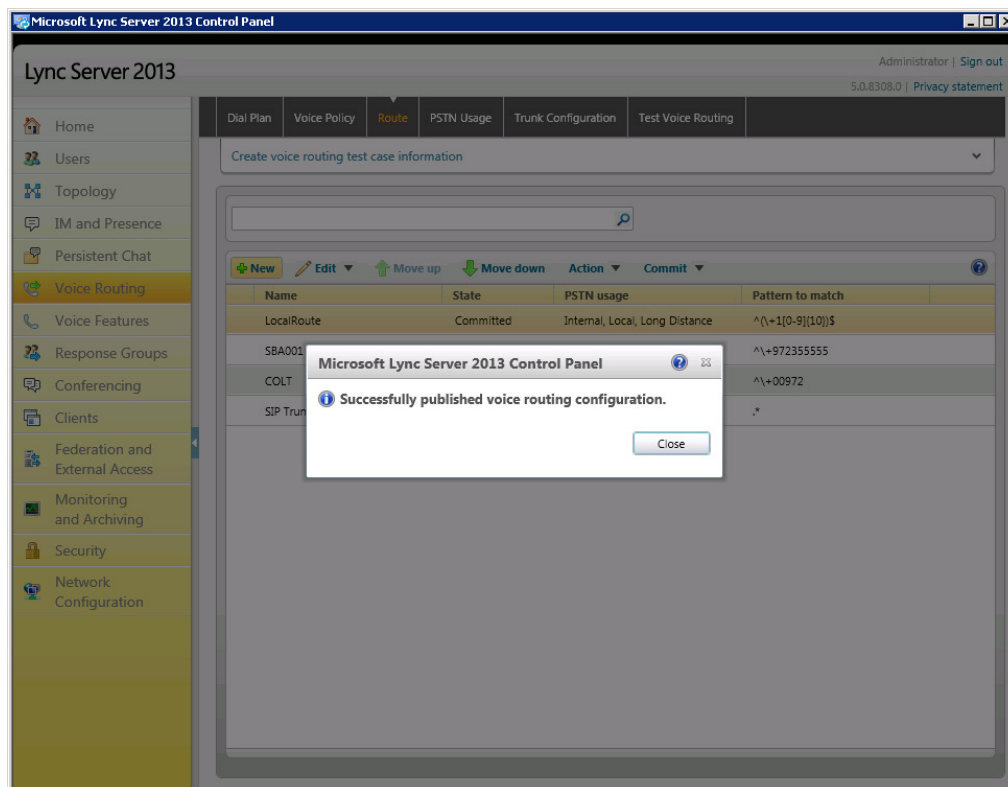 Microsoft Lync Server 2013 Control Panel
Lync Server 2013
Administrator | Sign out
5.0.8308.0 | Privacy statement
Home
Users
Topology
IM and Presence
Persistent Chat
Voice Routing
Voice Features
Response Groups
Conferencing
Clients
Federation and
External Access
Monitoring
and Archiving
Security
Network
Configuration
Dial Plan Voice Policy Route PSTN Usage Trunk Configuration Test Voice Routing
Create voice routing test case information
New Edit Move up Move down Action Commit
Name State PSTN usage Pattern to match
LocalRoute Committed Internal, Local, Long Distance ^(\+1[0-9]{10})$
SBA001 ^\+972355555
COLT ^\+00972
SIP Trun .*
Microsoft Lync Server 2013 Control Panel
Successfully published voice routing configuration.
Close